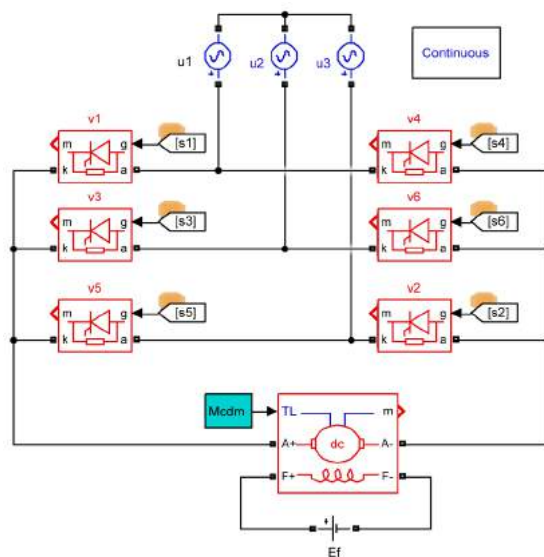 u1 u2 u3
Continuous
v1 v4
m g [s1] m g [s4]
k a k a
v3 v6
m g [s3] m g [s6]
k a k a
v5 v2
m g [s5] m g [s2]
k a k a
Mcdm TL m
A+ dc A-
F+ F-
+
Ef